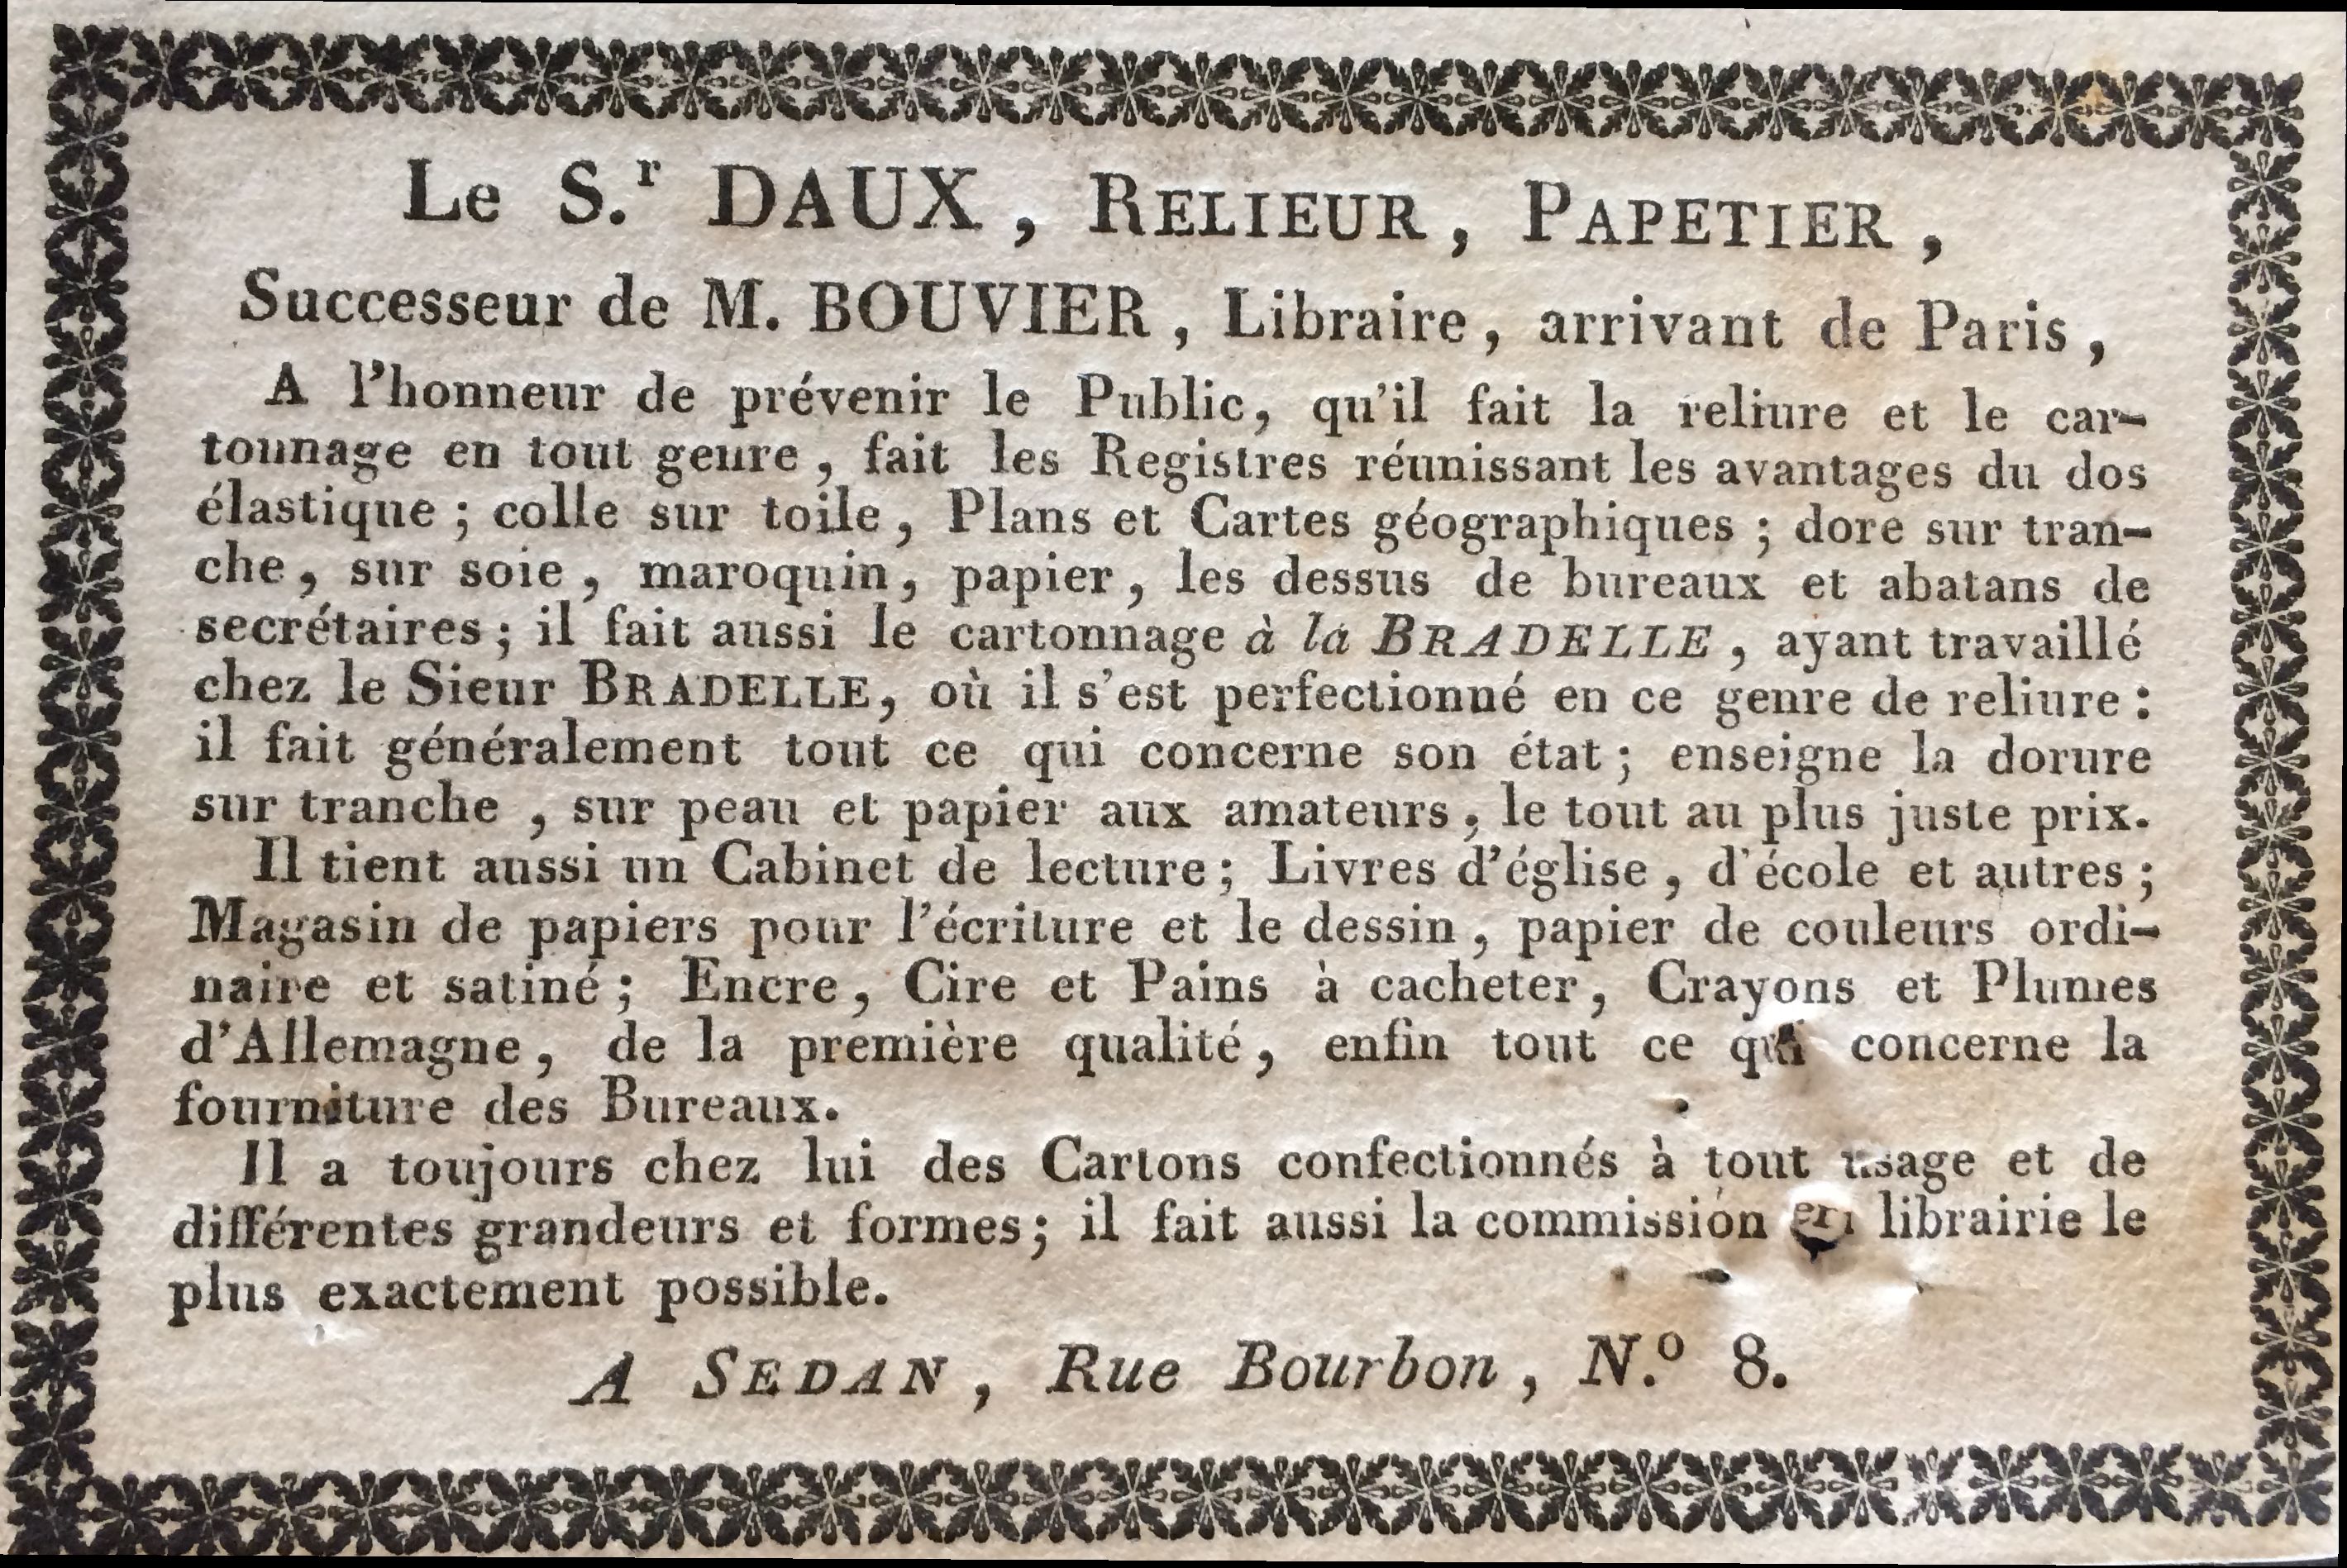 Le S.r DAUX, RELIEUR, PAPETIER,
Successeur de M. BOUVIER, Libraire, arrivant de Paris,
A l'honneur de prévenir le Public, qu'il fait la reliure et le car-
tonnage en tout genre, fait les Registres réunissant les avantages du dos
élastique; colle sur toile, Plans et Cartes géographiques; dore sur tran-
che, sur soie, maroquin, papier, les dessus de bureaux et abatans de
secrétaires; il fait aussi le cartonnage à la BRADELLE, ayant travaillé
chez le Sieur BRADELLE, où il s'est perfectionné en ce genre de reliure:
il fait généralement tout ce qui concerne son état; enseigne la dorure
sur tranche, sur peau et papier aux amateurs, le tout au plus juste prix.
Il tient aussi un Cabinet de lecture; Livres d'église, d'école et autres;
Magasin de papiers pour l'écriture et le dessin, papier de couleurs ordi-
naire et satiné; Encre, Cire et Pains à cacheter, Crayons et Plumes
d'Allemagne, de la première qualité, enfin tout ce qui concerne la
fourniture des Bureaux.
Il a toujours chez lui des Cartons confectionnés à tout usage et de
différentes grandeurs et formes; il fait aussi la commission en librairie le
plus exactement possible.
A SEDAN, Rue Bourbon, N.º 8.